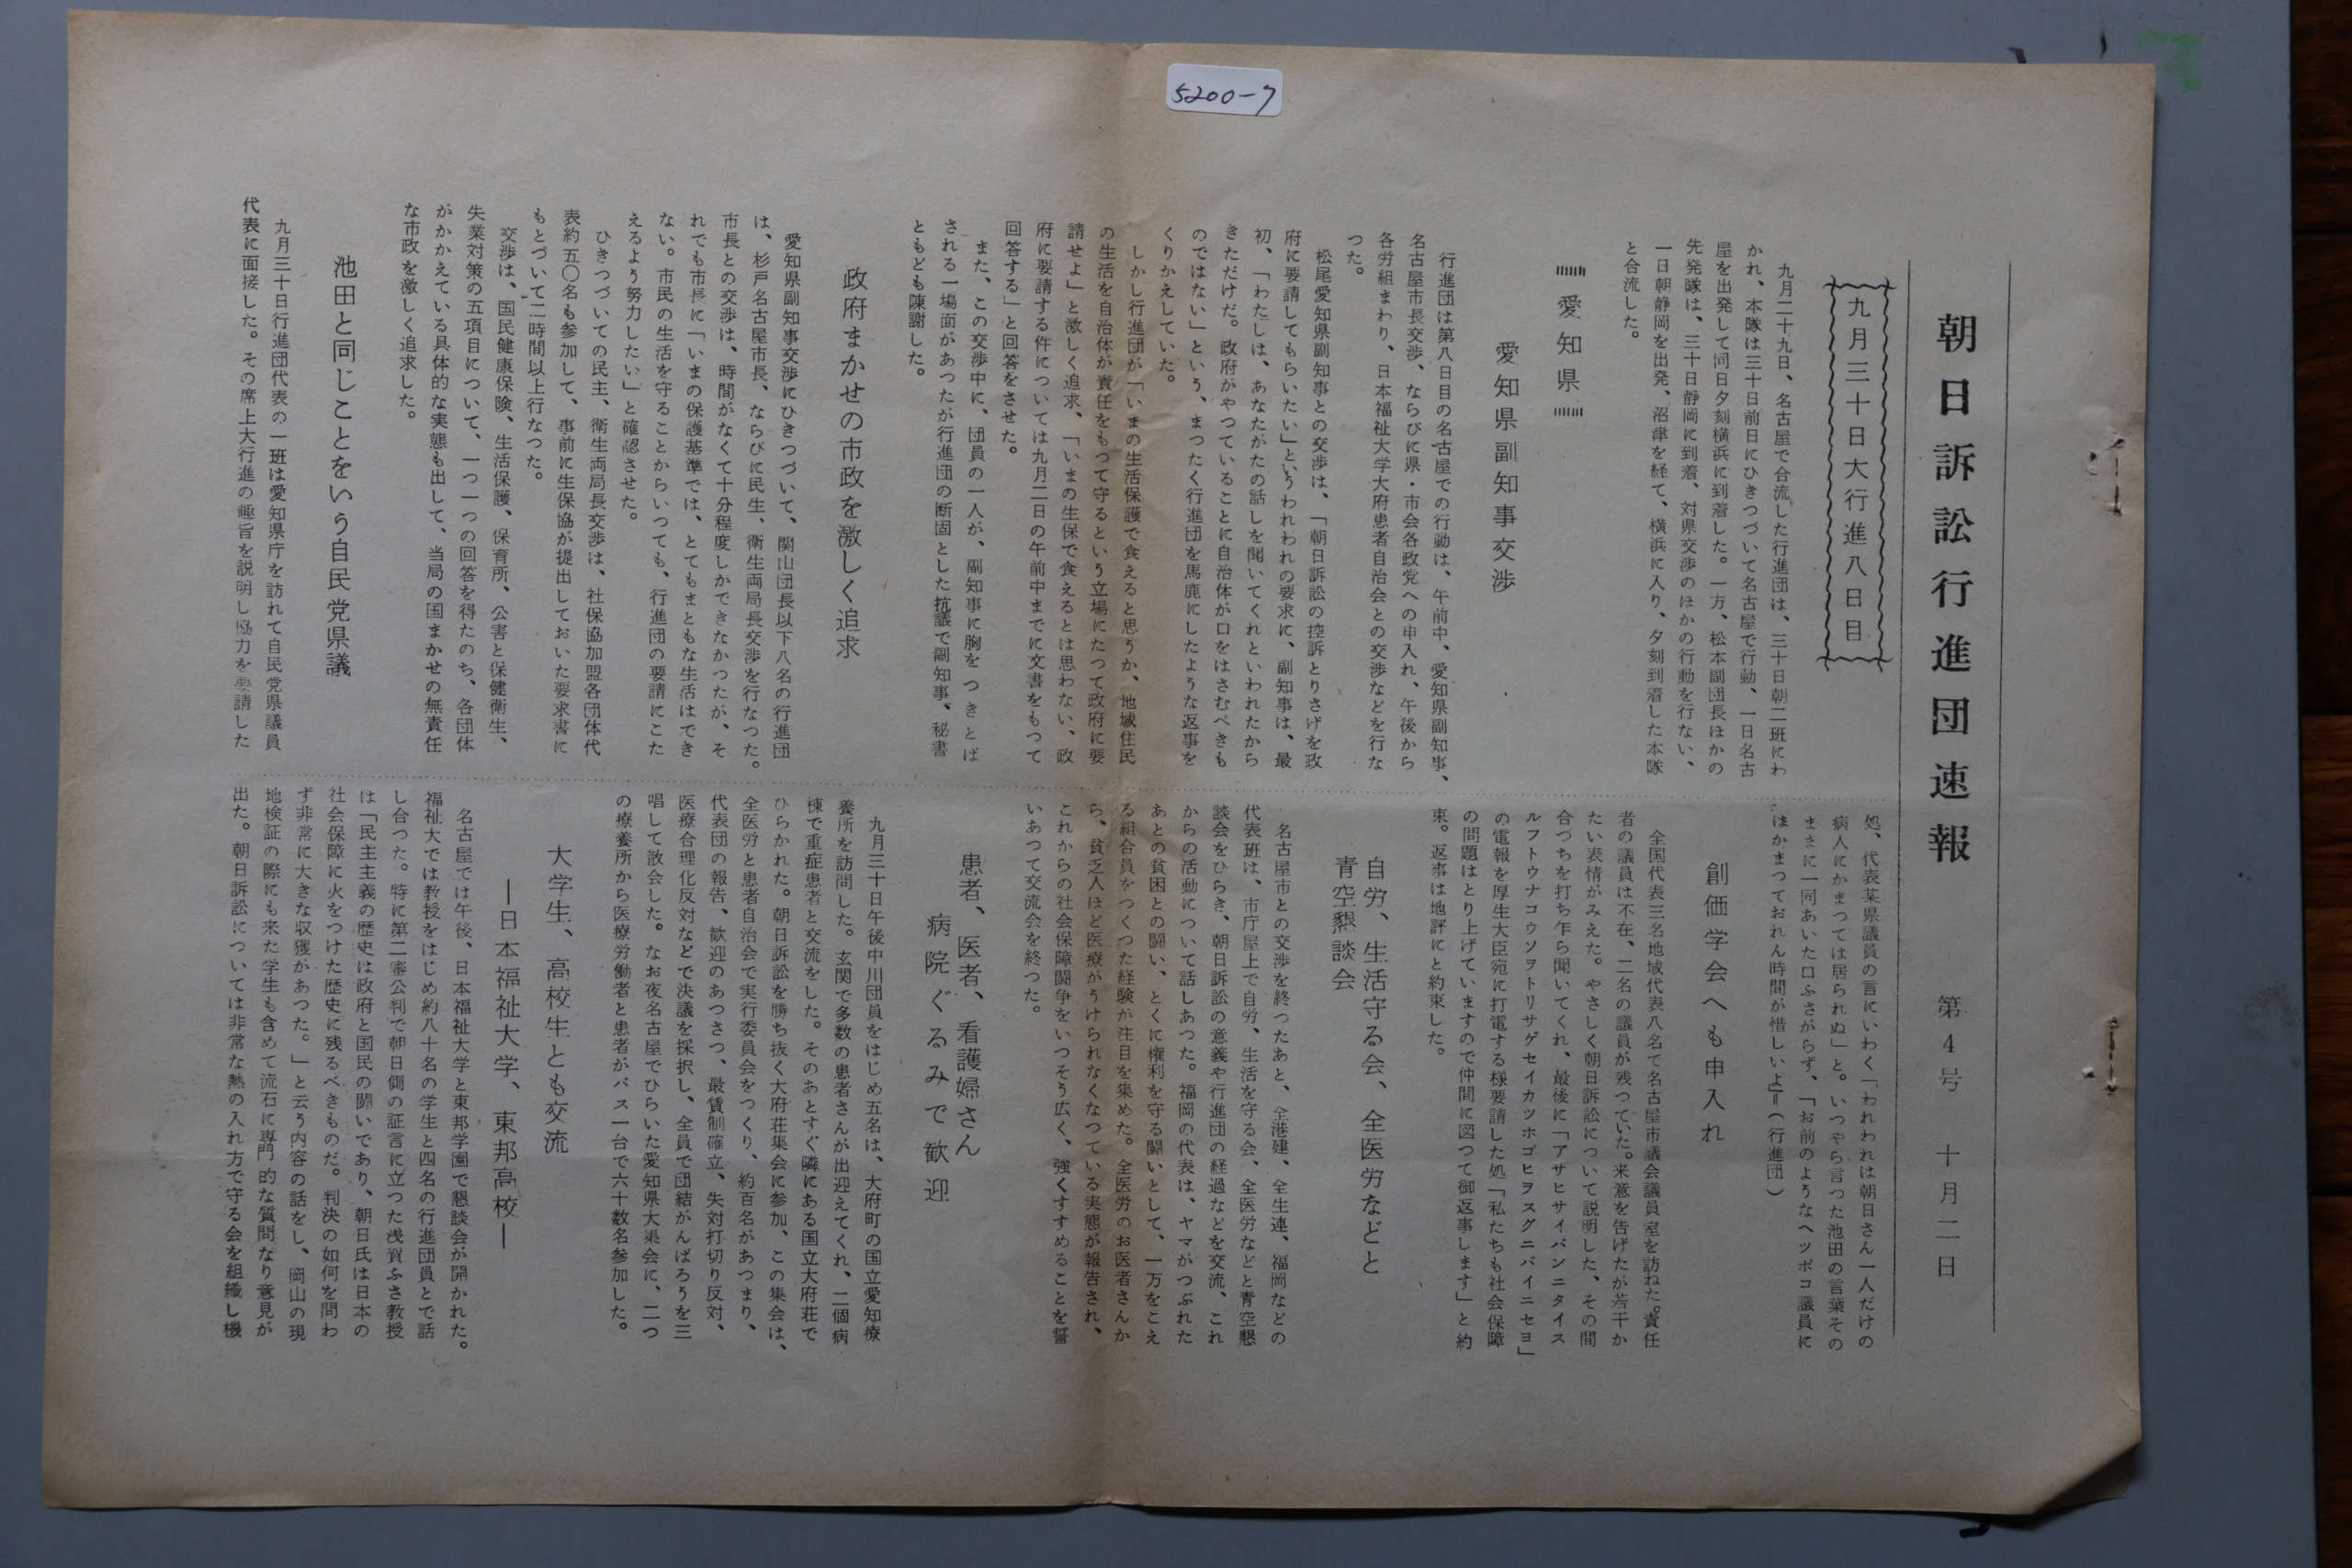 5200-7
朝日訴訟行進団速報　第4号　十月二日
九月三十日大行進八日目
九月二十九日、名古屋で合流した行進団は、三十日朝二班にわ
かれ、本隊は三十日前日にひきつづいて名古屋で行動、一日名古
屋を出発して同日夕刻横浜に到着した。一方、松本副団長ほかの
先発隊は、三十日静岡に到着、対県交渉のほかの行動を行ない、
一日朝静岡を出発、沼津を経て、横浜に入り、夕刻到着した本隊
と合流した。
愛知県
愛知県副知事交渉
行進団は第八日目の名古屋での行動は、午前中、愛知県副知事、
名古屋市長交渉、ならびに県・市会各政党への申入れ、午後から
各労組まわり、日本福祉大学大府患者自治会との交渉などを行な
つた。
松尾愛知県副知事との交渉は、「朝日訴訟の控訴とりさげを政
府に要請してもらいたい」というわれわれの要求に、副知事は、最
初、「わたしは、あなたがたの話しを聞いてくれといわれたから
きただけだ。政府がやつていることに自治体が口をはさむべきも
のではない」という、まつたく行進団を馬鹿にしたような返事を
くりかえしていた。
しかし行進団が「いまの生活保護で食えると思うか、地域住民
の生活を自治体が責任をもつて守るという立場にたつて政府に要
請せよ」と激しく追求、「いまの生保で食えるとは思わない、政
府に要請する件については九月二日の午前中までに文書をもつて
回答する」と回答をさせた。
また、この交渉中に、団員の一人が、副知事に胸をつきとば
される一場面があつたが行進団の断固とした抗議で副知事、秘書
ともども陳謝した。
政府まかせの市政を激しく追求
愛知県副知事交渉にひきつづいて、関山団長以下八名の行進団
は、杉戸名古屋市長、ならびに民生、衛生両局長交渉を行なつた。
市長との交渉は、時間がなくて十分程度しかできなかつたが、そ
れでも市長に「いまの保護基準では、とてもまともな生活はでき
ない。市民の生活を守ることからいつても、行進団の要請にこた
えるよう努力したい」と確認させた。
ひきつづいての民主、衛生両局長交渉は、社保協加盟各団体代
表約五〇名も参加して、事前に生保協が提出しておいた要求書に
もとづいて二時間以上行なつた。
交渉は、国民健康保険、生活保護、保育所、公害と保健衛生、
失業対策の五項目について、一つ一つの回答を得たのち、各団体
がかかえている具体的な実態も出して、当局の国まかせの無責任
な市政を激しく追求した。
池田と同じことをいう自民党県議
九月三十日行進団代表の一班は愛知県庁を訪れて自民党県議員
代表に面接した。その席上大行進の趣旨を説明し協力を要請した
処、代表某県議員の言にいわく「われわれは朝日さん一人だけの
病人にかまつては居られぬ」と。いつやら言つた池田の言葉その
ままに一同あいた口ふさがらず、「お前のようなヘツポコ議員に
はかまつておれん時間が惜しいよ」＝（行進団）
創価学会へも申入れ
全国代表三名地域代表八名で名古屋市議会議員室を訪ねた。責任
者の議員は不在、二名の議員が残つていた。来意を告げたが若干か
たい表情がみえた。やさしく朝日訴訟について説明した、その間
合づちを打ち乍ら聞いてくれ、最後に「アサヒサイバンニタイス
ルフトウナコウソヲトリサゲセイカツホゴヒヲスグニバイニセヨ」
の電報を厚生大臣宛に打電する様要請した処「私たちも社会保障
の問題はとり上げていますので仲間に図つて御返事します」と約
束。返事は地評にと約束した。
自労、生活守る会、全医労などと
青空懇談会
名古屋市との交渉を終つたあと、全港建、全生連、福岡などの
代表班は、市庁屋上で自労、生活を守る会、全医労などと青空懇
談会をひらき、朝日訴訟の意義や行進団の経過などを交流、これ
からの活動について話しあつた。福岡の代表は、ヤマがつぶれた
あとの貧困との闘い、とくに権利を守る闘いとして、一万をこえ
る組合員をつくつた経験が注目を集めた。全医労のお医者さんか
ら、貧乏人ほど医療がうけられなくなつている実態が報告され、
これからの社会保障闘争をいつそう広く、強くすすめることを誓
いあつて交流会を終つた。
患者、医者、看護婦さん
病院ぐるみで歓迎
九月三十日午後中川団員をはじめ五名は、大府町の国立愛知療
養所を訪問した。玄関で多数の患者さんが出迎えてくれ、二個病
棟で重症患者と交流をした。そのあとすぐ隣にある国立大府荘で
ひらかれた。朝日訴訟を勝ち抜く大府荘集会に参加、この集会は、
全医労と患者自治会で実行委員会をつくり、約百名があつまり、
代表団の報告、歓迎のあつさつ、最賃制確立、失対打切り反対、
医療合理化反対などで決議を採択し、全員で団結がんばろうを三
唱して散会した。なお夜名古屋でひらいた愛知県大集会に、二つ
の療養所から医療労働者と患者がバス一台で六十数名参加した。
大学生、高校生とも交流
―日本福祉大学、東邦高校―
名古屋では午後、日本福祉大学と東邦学園で懇談会が開かれた。
福祉大では教授をはじめ約八十名の学生と四名の行進団員とで話
し合つた。特に第二審公判で朝日側の証言に立つた浅賀ふさ教授
は「民主主義の歴史は政府と国民の闘いであり、朝日氏は日本の
社会保障に火をつけた歴史に残るべきものだ。判決の如何を問わ
ず非常に大きな収獲があつた。」と云う内容の話をし、岡山の現
地検証の際にも来た学生も含めて流石に専門的な質問なり意見が
出た。朝日訴訟については非常な熱の入れ方で守る会を組織し機